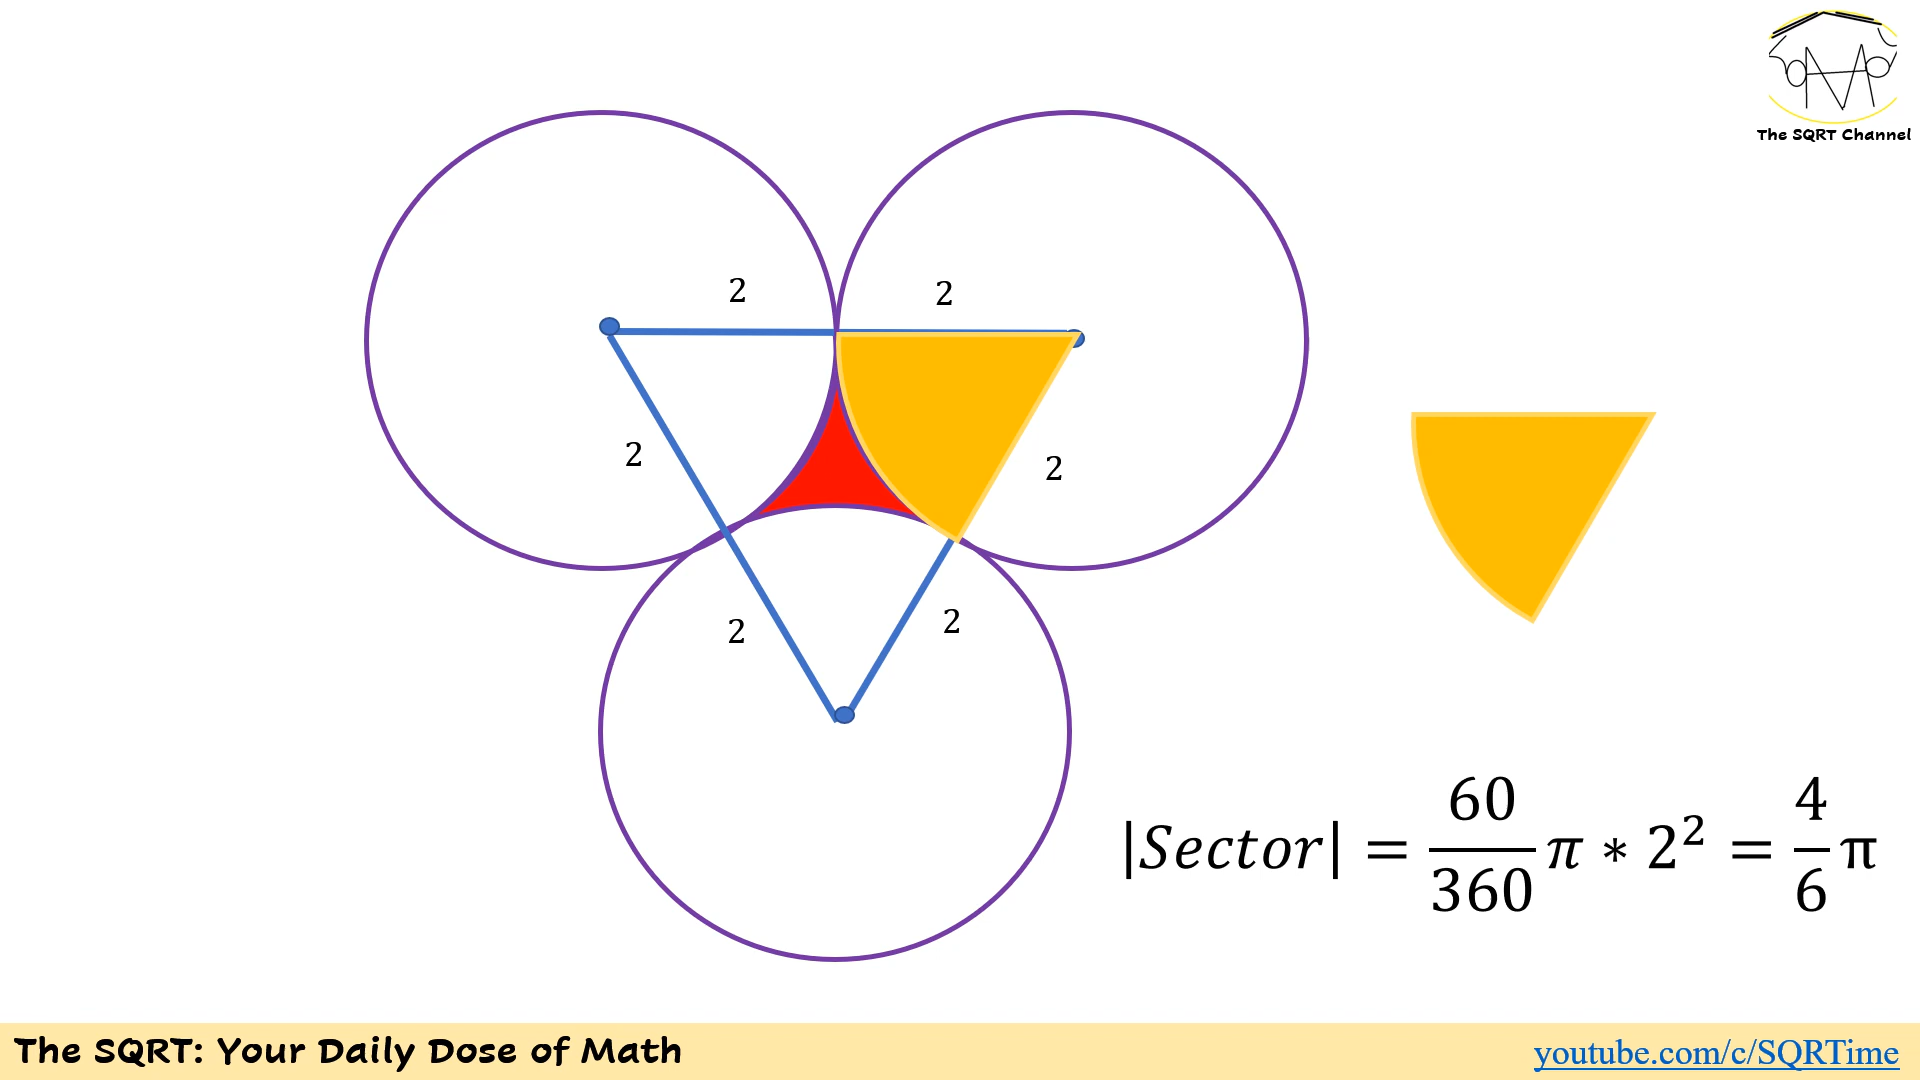 The SQRT Channel
2 2
2 2
2 2
|Sector| = 60/360 π ∗ 2² = 4/6 π
The SQRT: Your Daily Dose of Math
youtube.com/c/SQRTime